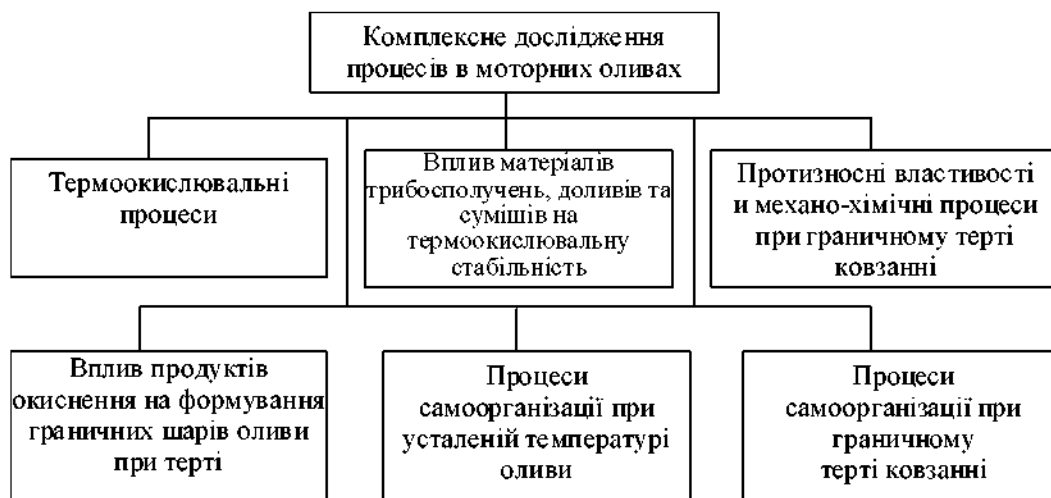 Комплексне дослідження
процесів в моторних оливах
Термоокислювальні
процеси
Вплив матеріалів
трибосполучень, доливів та
сумішів на
термоокислювальну
стабільність
Протизносні властивості
и механо-хімічні процеси
при граничному терті
ковзанні
Вплив продуктів
окиснення на формування
граничних шарів оливи
при терті
Процеси
самоорганізації при
усталеній температурі
оливи
Процеси
самоорганізації при
граничному
терті ковзанні